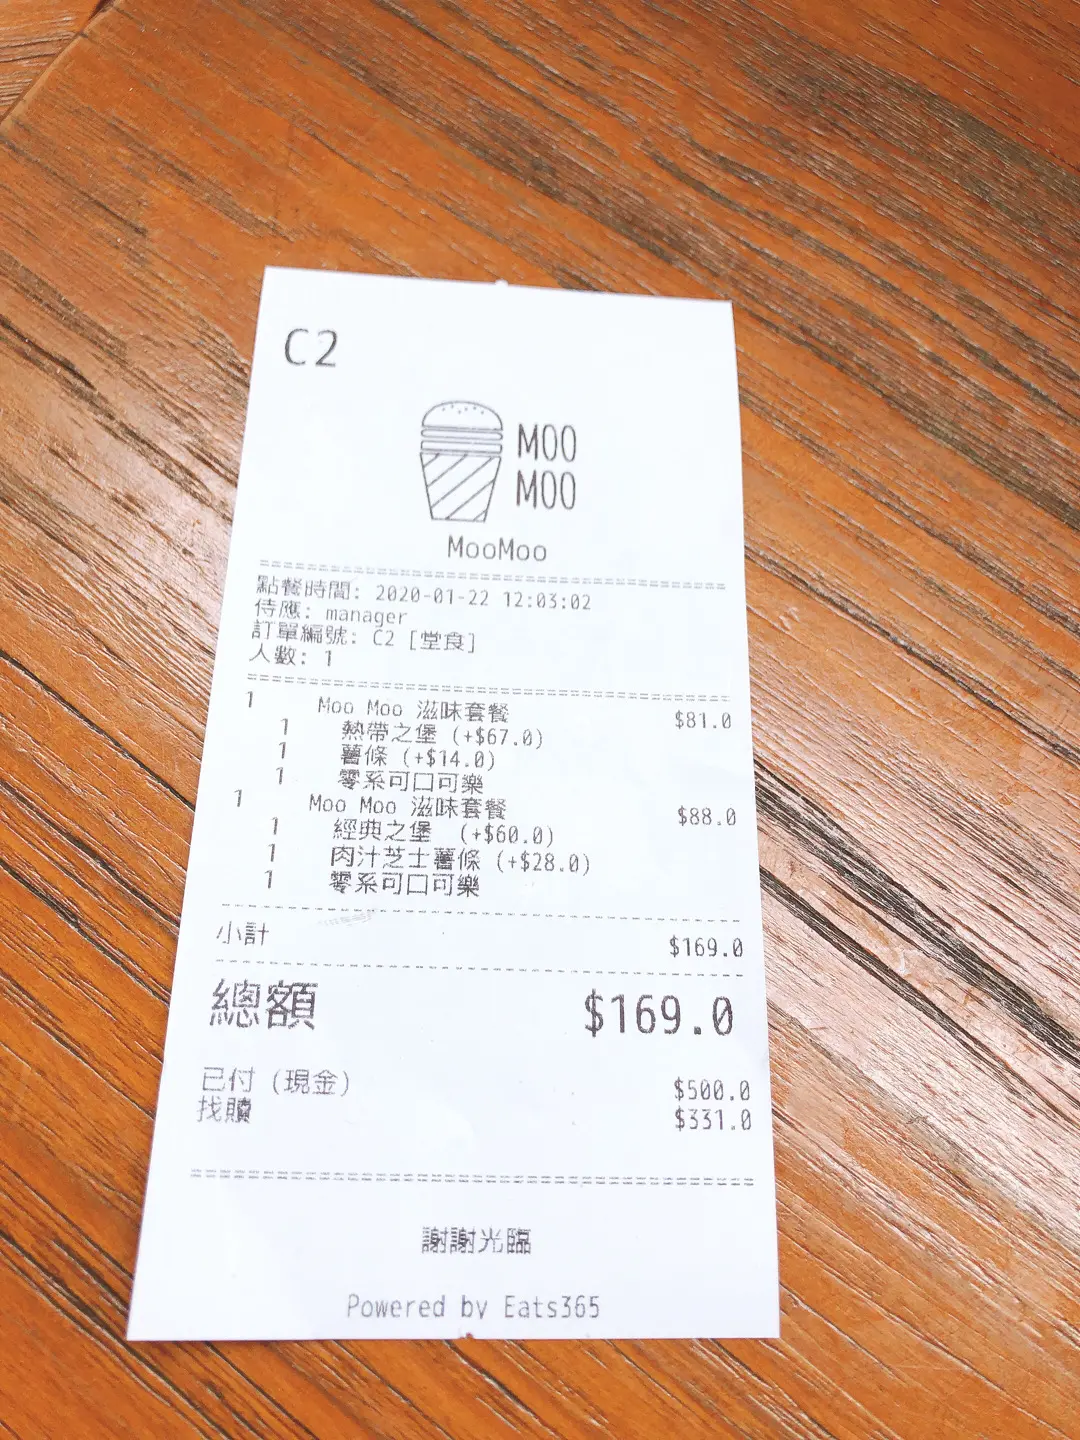 C2
MOO
MOO
MooMoo
點餐時間: 2020-01-22 12:03:02
侍應: manager
訂單編號: C2 [堂食]
人數: 1
1 Moo Moo 滋味套餐 $81.0
1 熱帶之堡 (+$67.0)
1 薯條 (+$14.0)
1 零系可口可樂
1 Moo Moo 滋味套餐 $88.0
1 經典之堡 (+$60.0)
1 肉汁芝士薯條 (+$28.0)
1 零系可口可樂
小計 $169.0
總額 $169.0
已付 (現金) $500.0
找贖 $331.0
謝謝光臨
Powered by Eats365